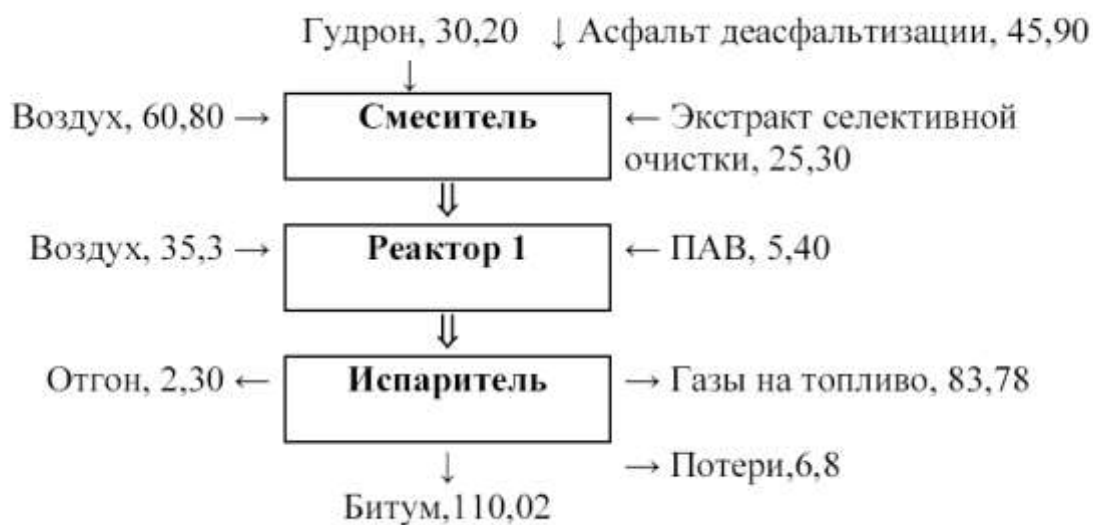 Гудрон, 30,20 ↓ Асфальт деасфальтизации, 45,90
↓
Воздух, 60,80 → Смеситель ← Экстракт селективной
очистки, 25,30
⇓
Воздух, 35,3 → Реактор 1 ← ПАВ, 5,40
⇓
Отгон, 2,30 ← Испаритель → Газы на топливо, 83,78
↓ → Потери,6,8
Битум,110,02